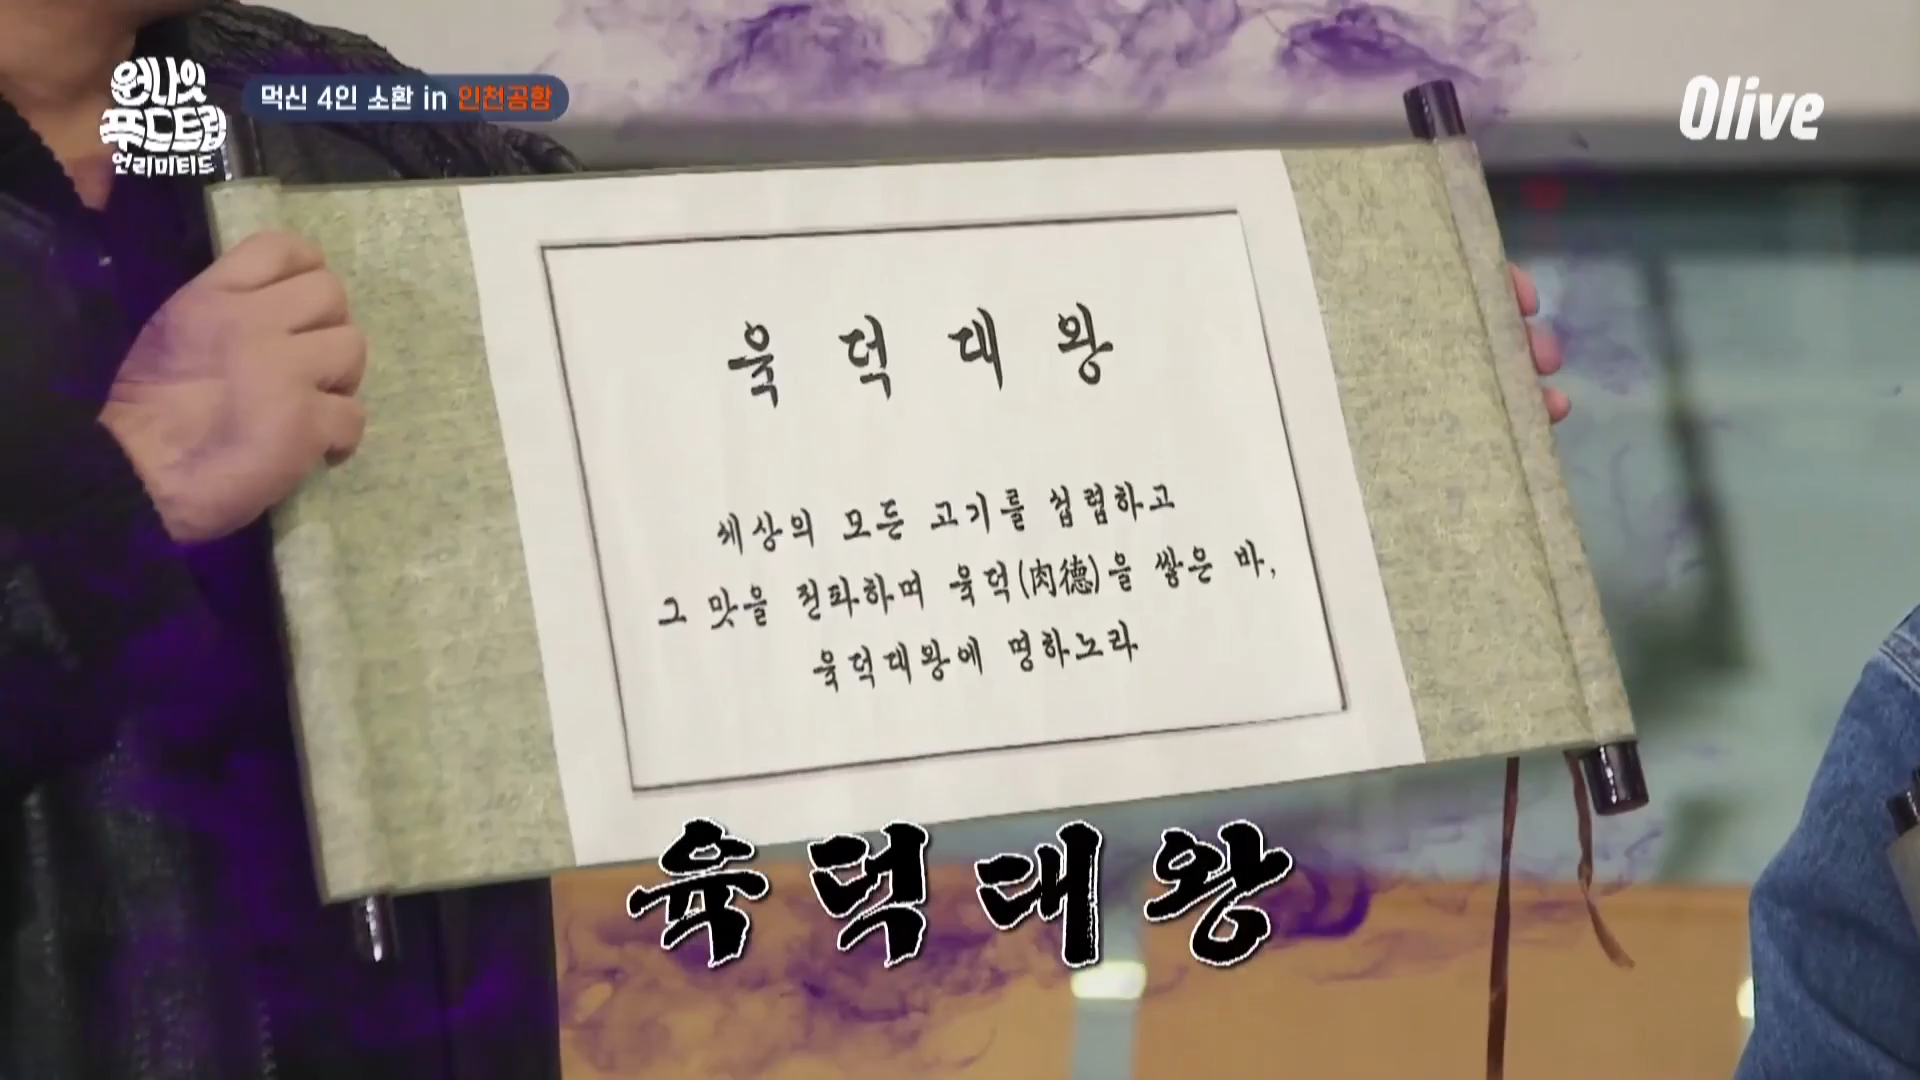 원나잇
푸드트립
언리미티드
먹신 4인 소환 in 인천공항
Olive
육덕대왕
세상의 모든 고기를 섭렵하고
그 맛을 전파하며 육덕(肉德)을 쌓은 바,
육덕대왕에 명하노라
육덕대왕